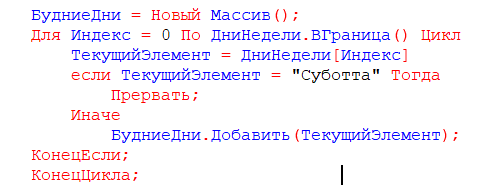 БудниеДни = Новый Массив();
Для Индекс = 0 По ДниНедели.ВГраница() Цикл
ТекущийЭлемент = ДниНедели[Индекс]
если ТекущийЭлемент = "Суботта" Тогда
Прервать;
Иначе
БудниеДни.Добавить(ТекущийЭлемент);
КонецЕсли;
КонецЦикла;